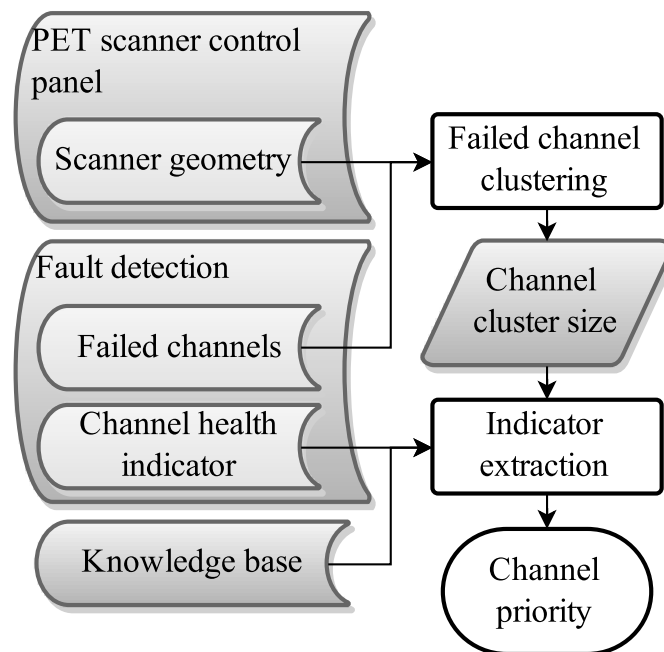 PET scanner control
panel
Scanner geometry
Fault detection
Failed channels
Channel health
indicator
Knowledge base
Failed channel
clustering
Channel
cluster size
Indicator
extraction
Channel
priority